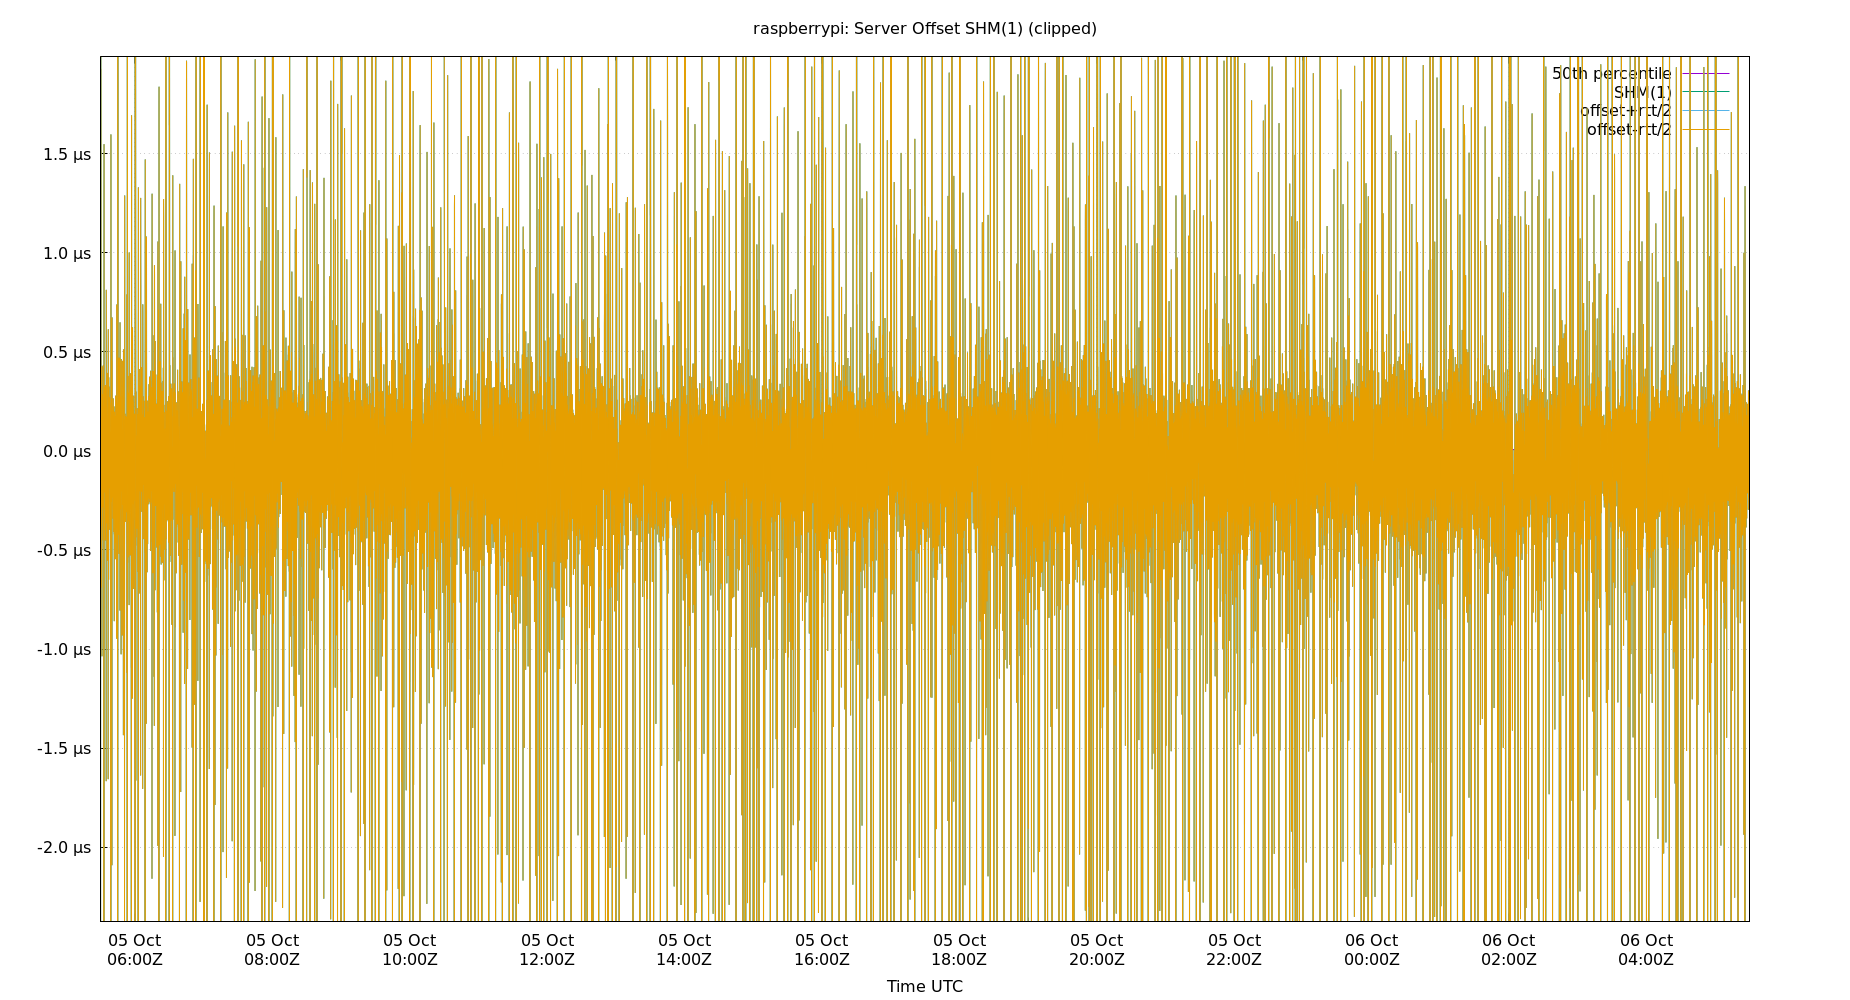 raspberrypi: Server Offset SHM(1) (clipped)
50th percentile
SHM(1)
offset+rtt/2
offset-rtt/2
1.5 µs
1.0 µs
0.5 µs
0.0 µs
-0.5 µs
-1.0 µs
-1.5 µs
-2.0 µs
05 Oct 05 Oct 05 Oct 05 Oct 05 Oct 05 Oct 05 Oct 05 Oct 05 Oct 06 Oct 06 Oct 06 Oct
06:00Z 08:00Z 10:00Z 12:00Z 14:00Z 16:00Z 18:00Z 20:00Z 22:00Z 00:00Z 02:00Z 04:00Z
Time UTC